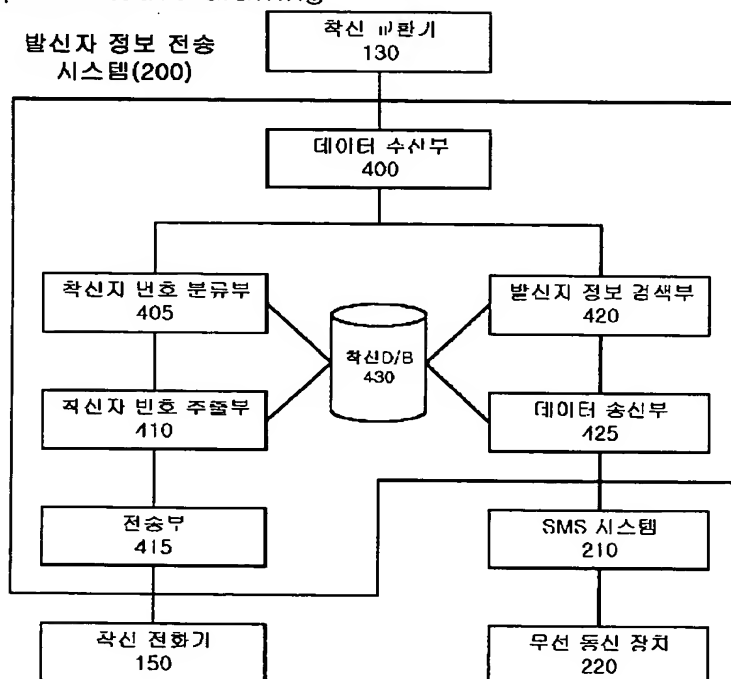 발신자 정보 전송
시스템(200)
착신 교환기
130
데이터 수신부
400
착신자 번호 분류부
405
발신자 정보 검색부
420
착신D/B
430
착신자 번호 추출부
410
데이터 송신부
425
전송부
415
SMS 시스템
210
착신 전화기
150
무선 통신 장치
220